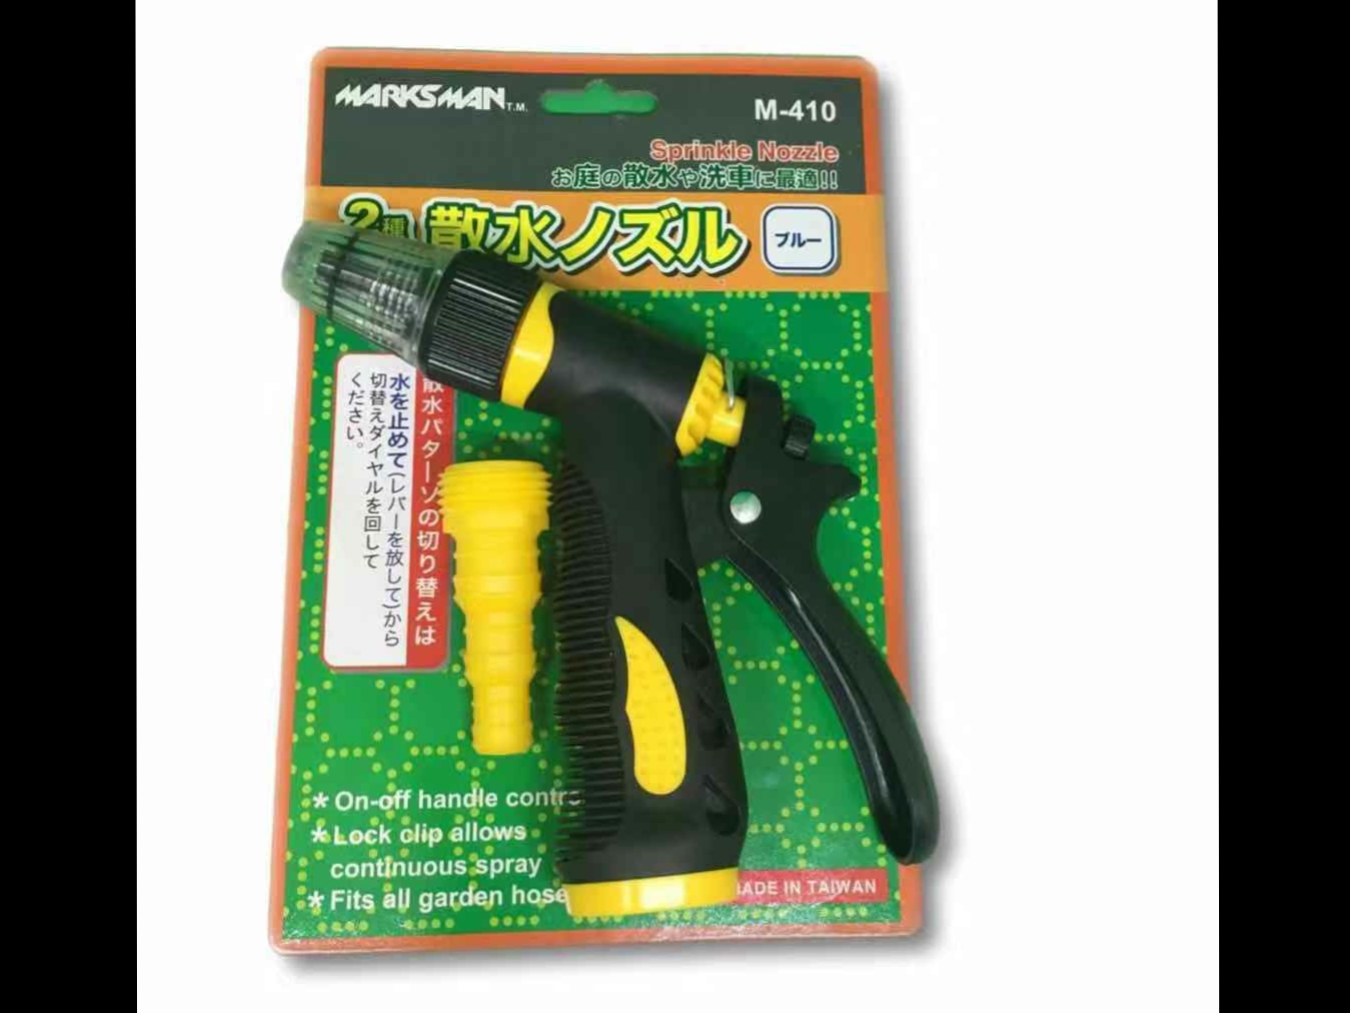 MARKSMAN T.M.
M-410
Sprinkle Nozzle
お庭の散水や洗車に最適!!
2種
散水ノズル
ブルー
散水パターンの切り替えは
水を止めて(レバーを放して)から
切替えダイヤルを回して
ください。
* On-off handle contro
* Lock clip allows
continuous spray
* Fits all garden hose
MADE IN TAIWAN